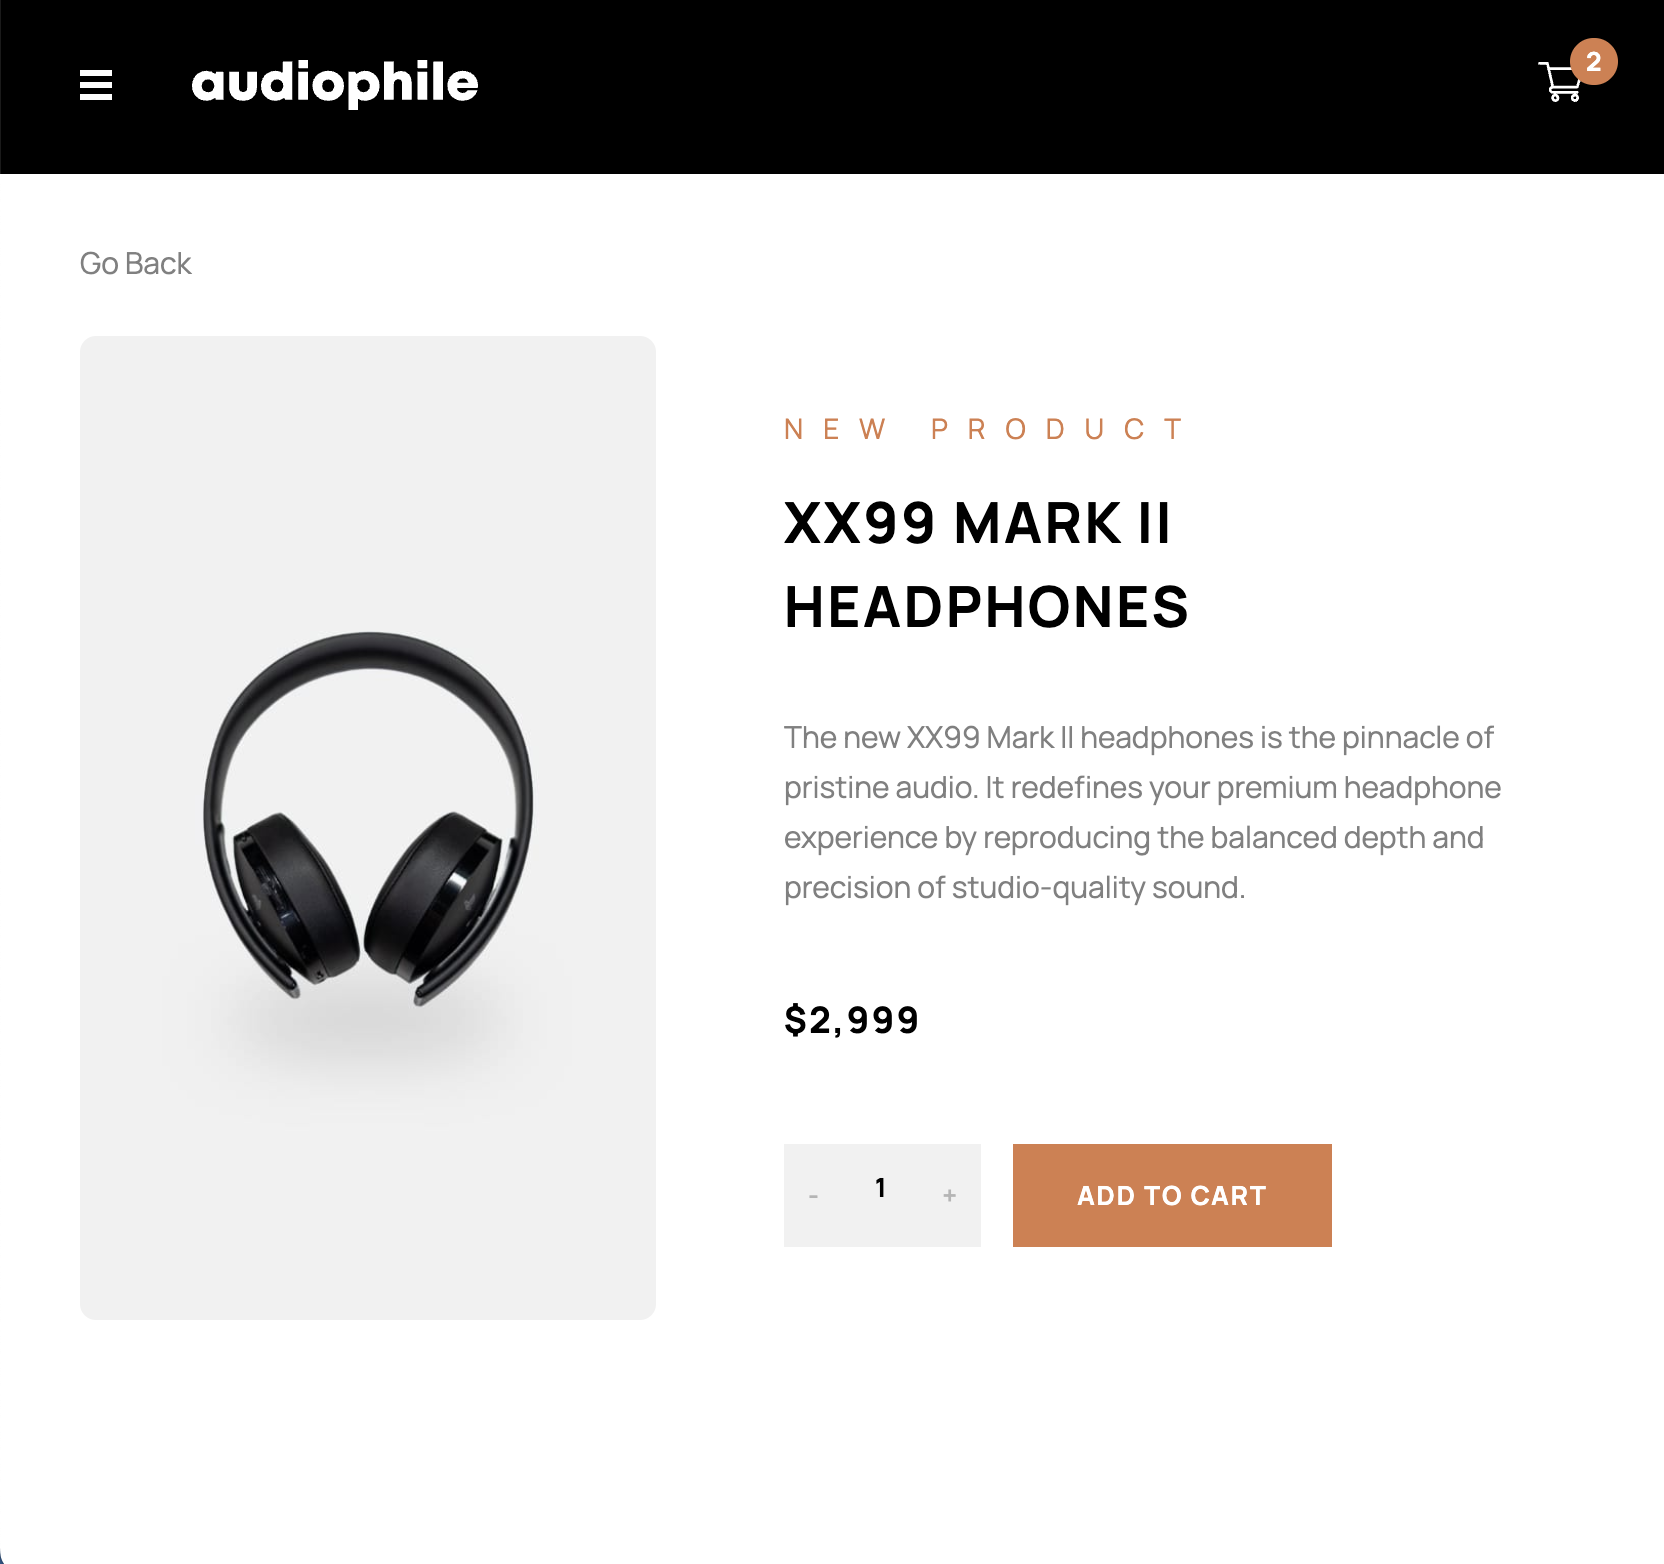 audiophile
2
Go Back
NEW PRODUCT
XX99 MARK II
HEADPHONES
The new XX99 Mark II headphones is the pinnacle of
pristine audio. It redefines your premium headphone
experience by reproducing the balanced depth and
precision of studio-quality sound.
$2,999
- 1 +
ADD TO CART